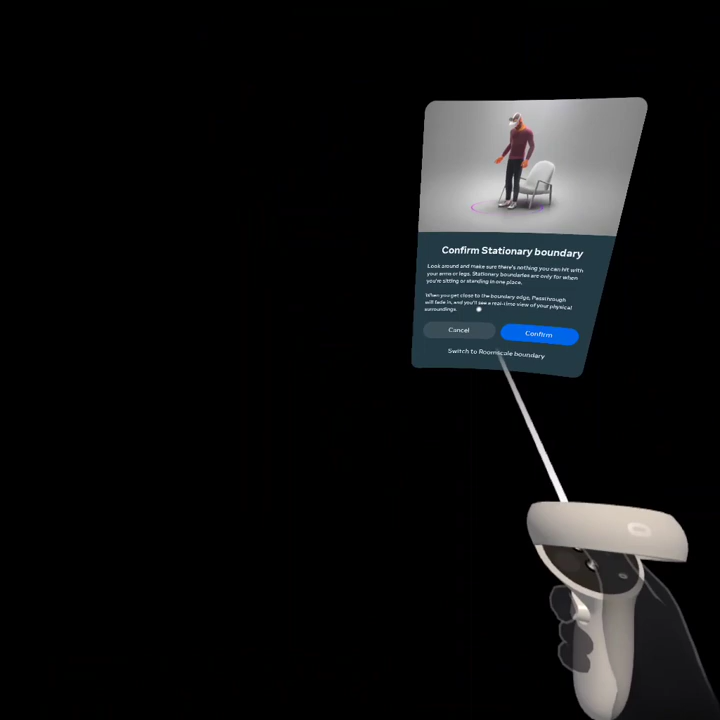 Confirm Stationary boundary
Look around and make sure there's nothing you can hit with
your arms or legs. Stationary boundaries are only for when
you're sitting or standing in one place.
When you get close to the boundary edge, Passthrough
will fade in, and you'll see a real-time view of your physical
surroundings.
Cancel
Confirm
Switch to Roomscale boundary